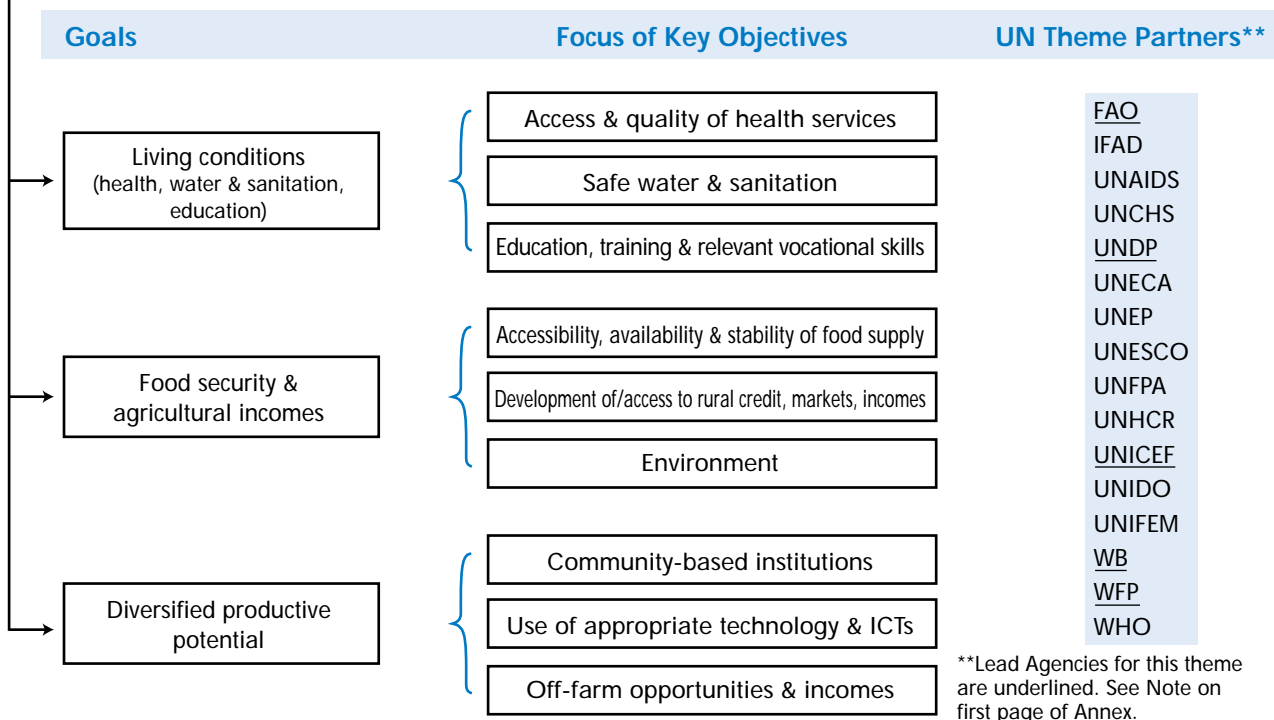 Goals
Focus of Key Objectives
UN Theme Partners**
Living conditions
(health, water & sanitation,
education)
Access & quality of health services
Safe water & sanitation
Education, training & relevant vocational skills
Food security &
agricultural incomes
Accessibility, availability & stability of food supply
Development of/access to rural credit, markets, incomes
Environment
Diversified productive
potential
Community-based institutions
Use of appropriate technology & ICTs
Off-farm opportunities & incomes
FAO
IFAD
UNAIDS
UNCHS
UNDP
UNECA
UNEP
UNESCO
UNFPA
UNHCR
UNICEF
UNIDO
UNIFEM
WB
WFP
WHO
**Lead Agencies for this theme
are underlined. See Note on
first page of Annex.